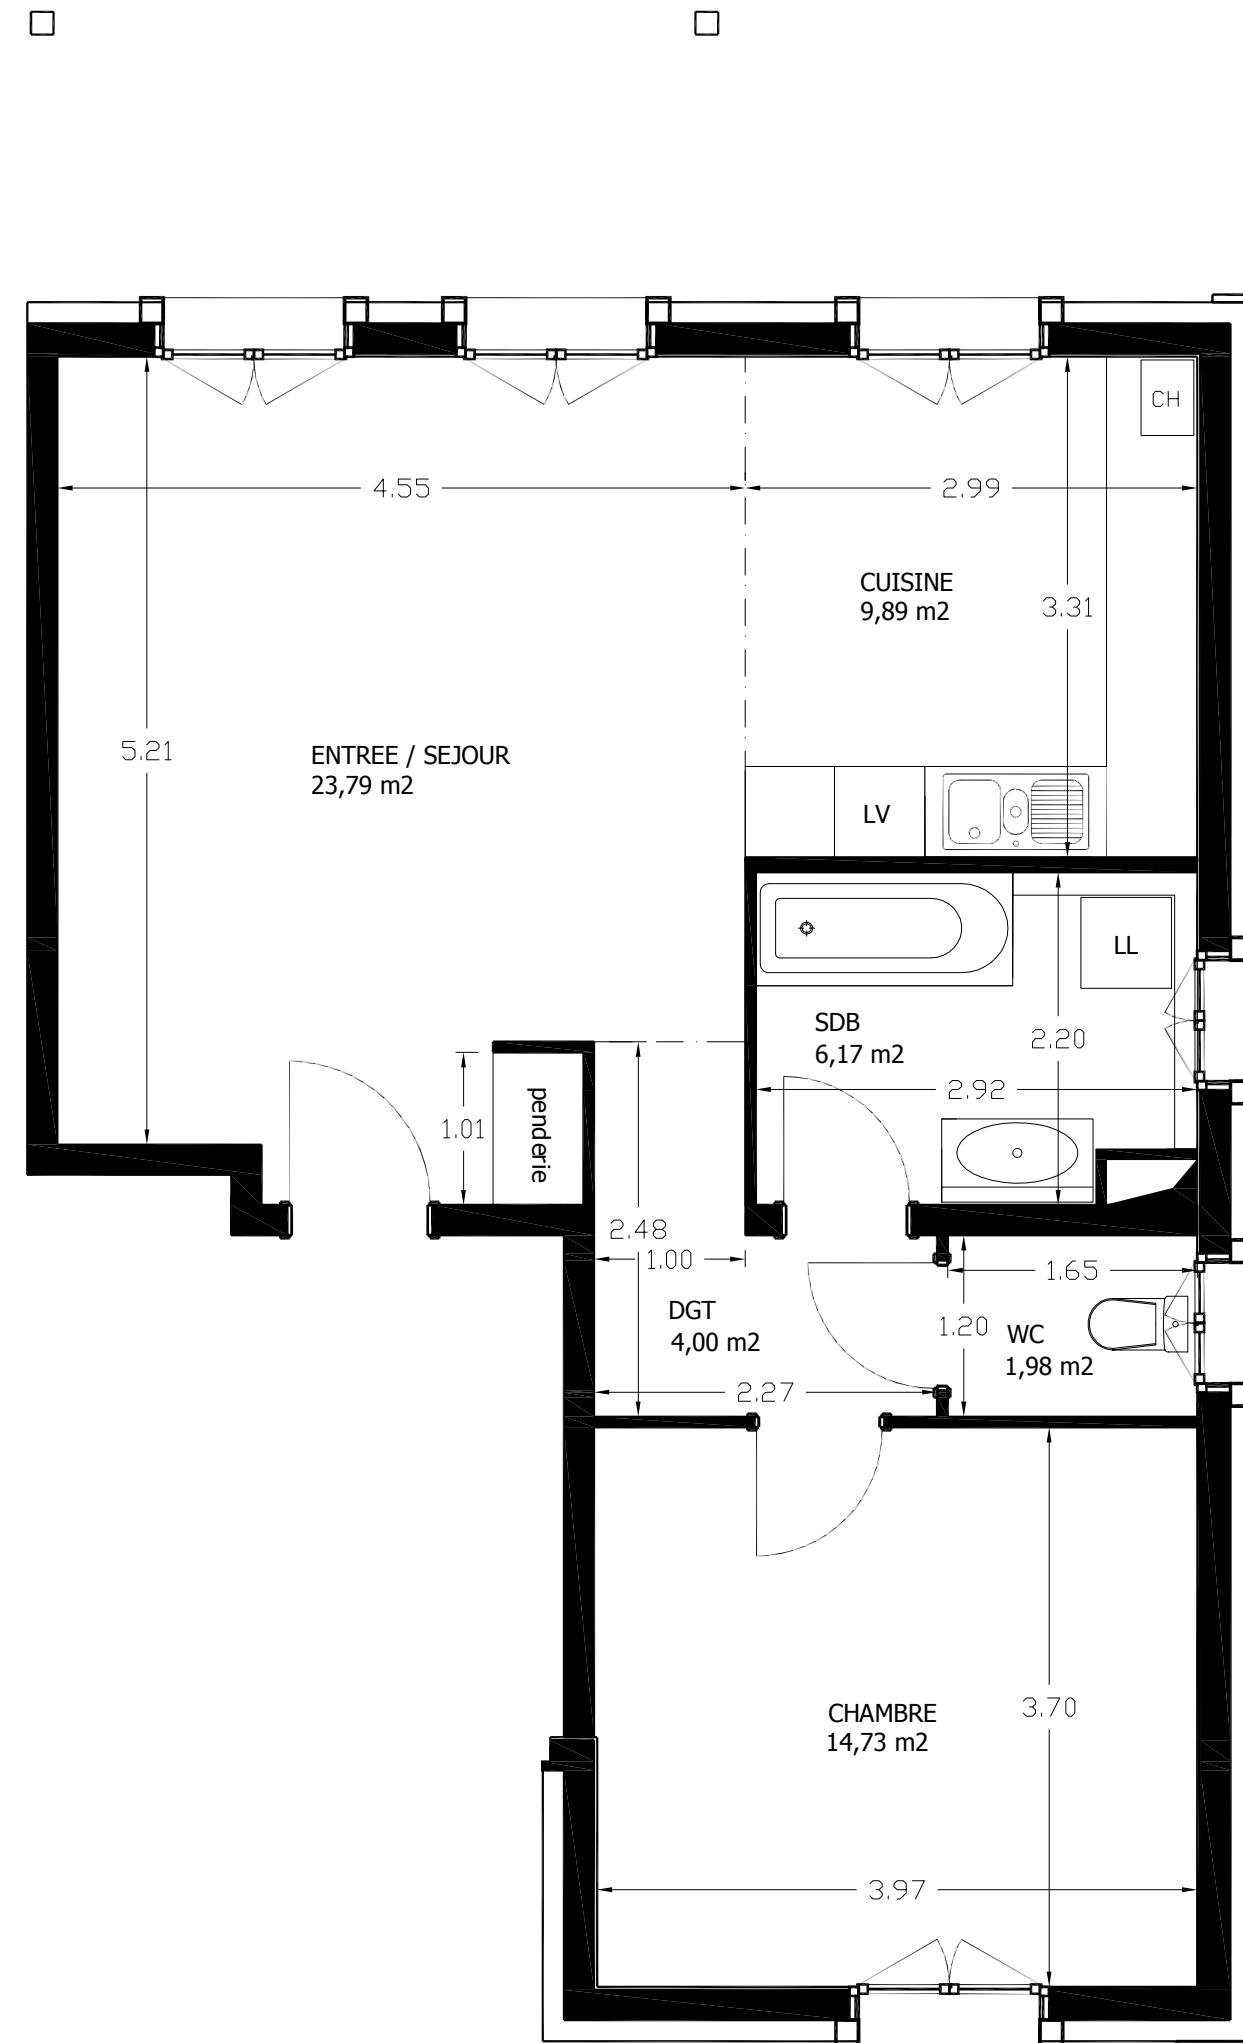 CH
4.55
2.99
CUISINE
9,89 m2
3.31
5.21
ENTREE / SEJOUR
23,79 m2
LV
LL
SDB
6,17 m2
2.20
2.92
penderie
1.01
2.48
1.00
1.65
DGT
4,00 m2
1.20
WC
1,98 m2
2.27
CHAMBRE
14,73 m2
3.70
3.97